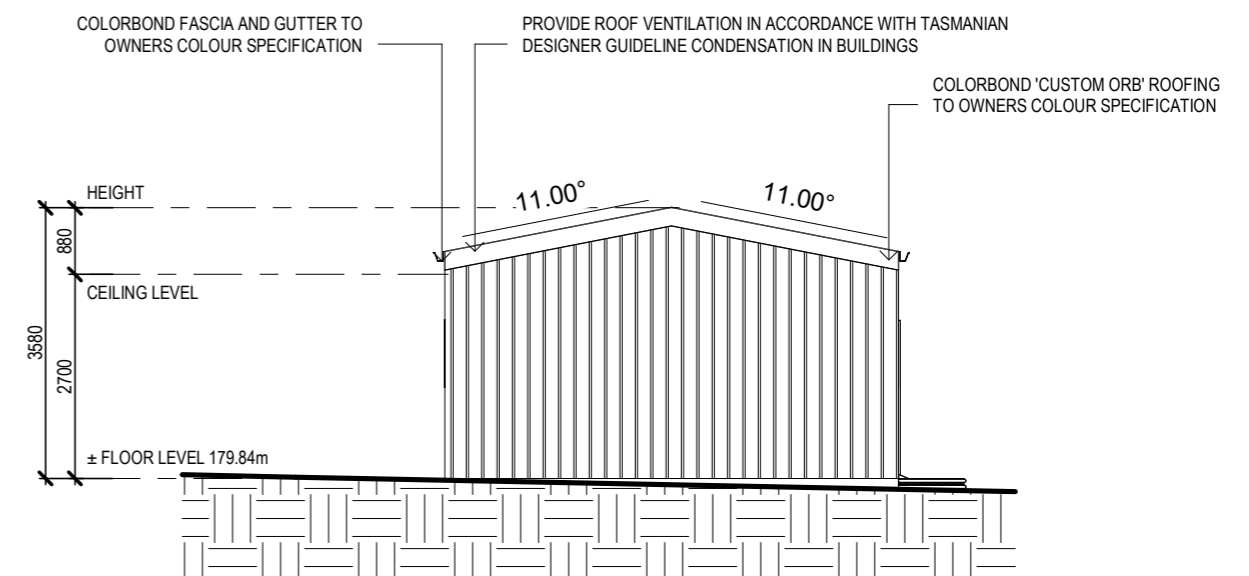 COLORBOND FASCIA AND GUTTER TO
OWNERS COLOUR SPECIFICATION
PROVIDE ROOF VENTILATION IN ACCORDANCE WITH TASMANIAN
DESIGNER GUIDELINE CONDENSATION IN BUILDINGS
COLORBOND 'CUSTOM ORB' ROOFING
TO OWNERS COLOUR SPECIFICATION
HEIGHT
11.00°
11.00°
880
CEILING LEVEL
3580
2700
± FLOOR LEVEL 179.84m